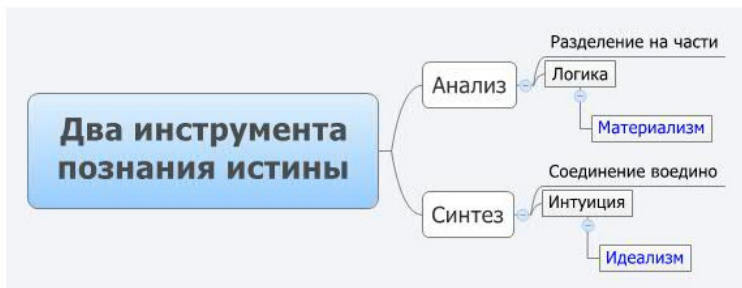 Два инструмента
познания истины
Анализ
Разделение на части
Логика
Материализм
Синтез
Соединение воедино
Интуиция
Идеализм